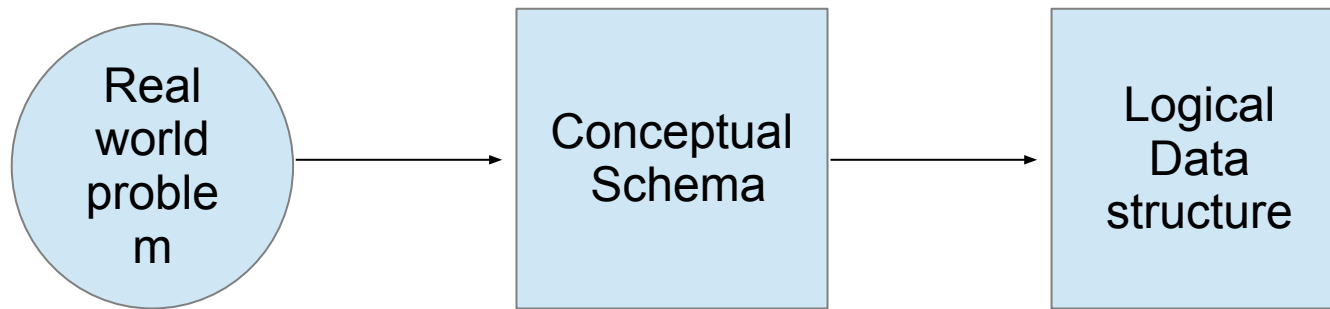 Real
world
proble
m
Conceptual
Schema
Logical
Data
structure